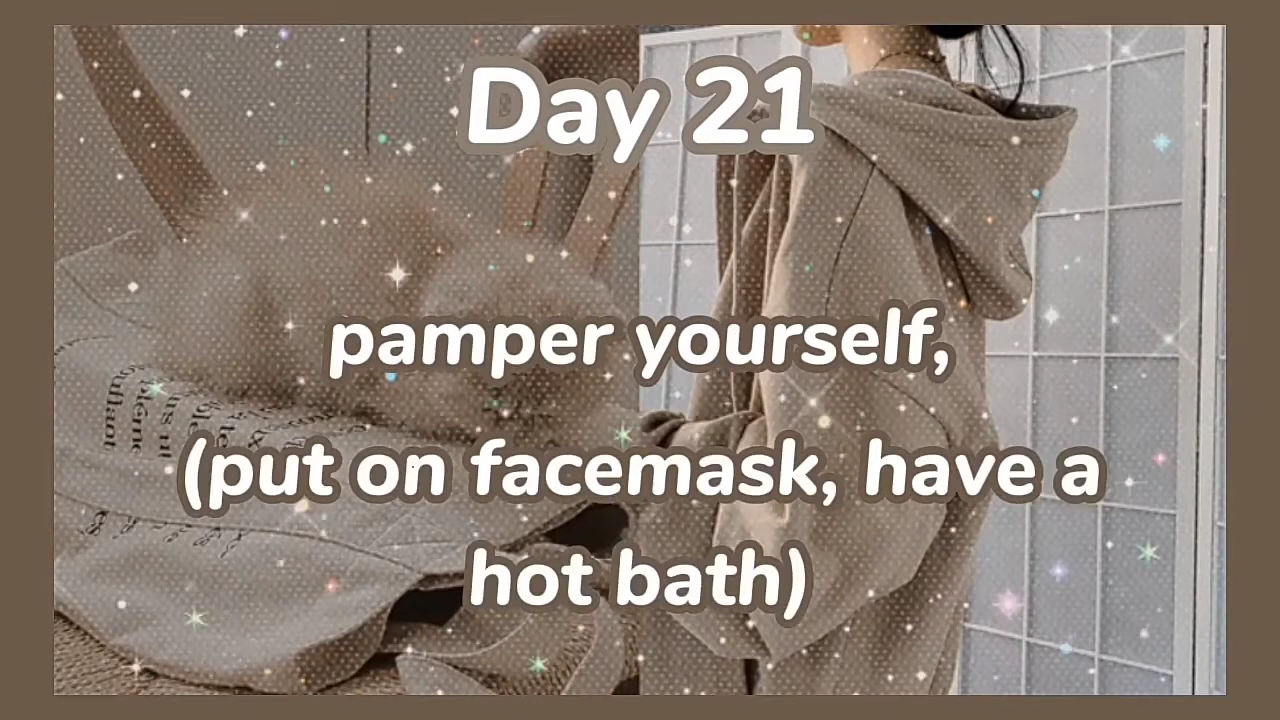 Day 21
pamper yourself,
(put on facemask, have a
hot bath)